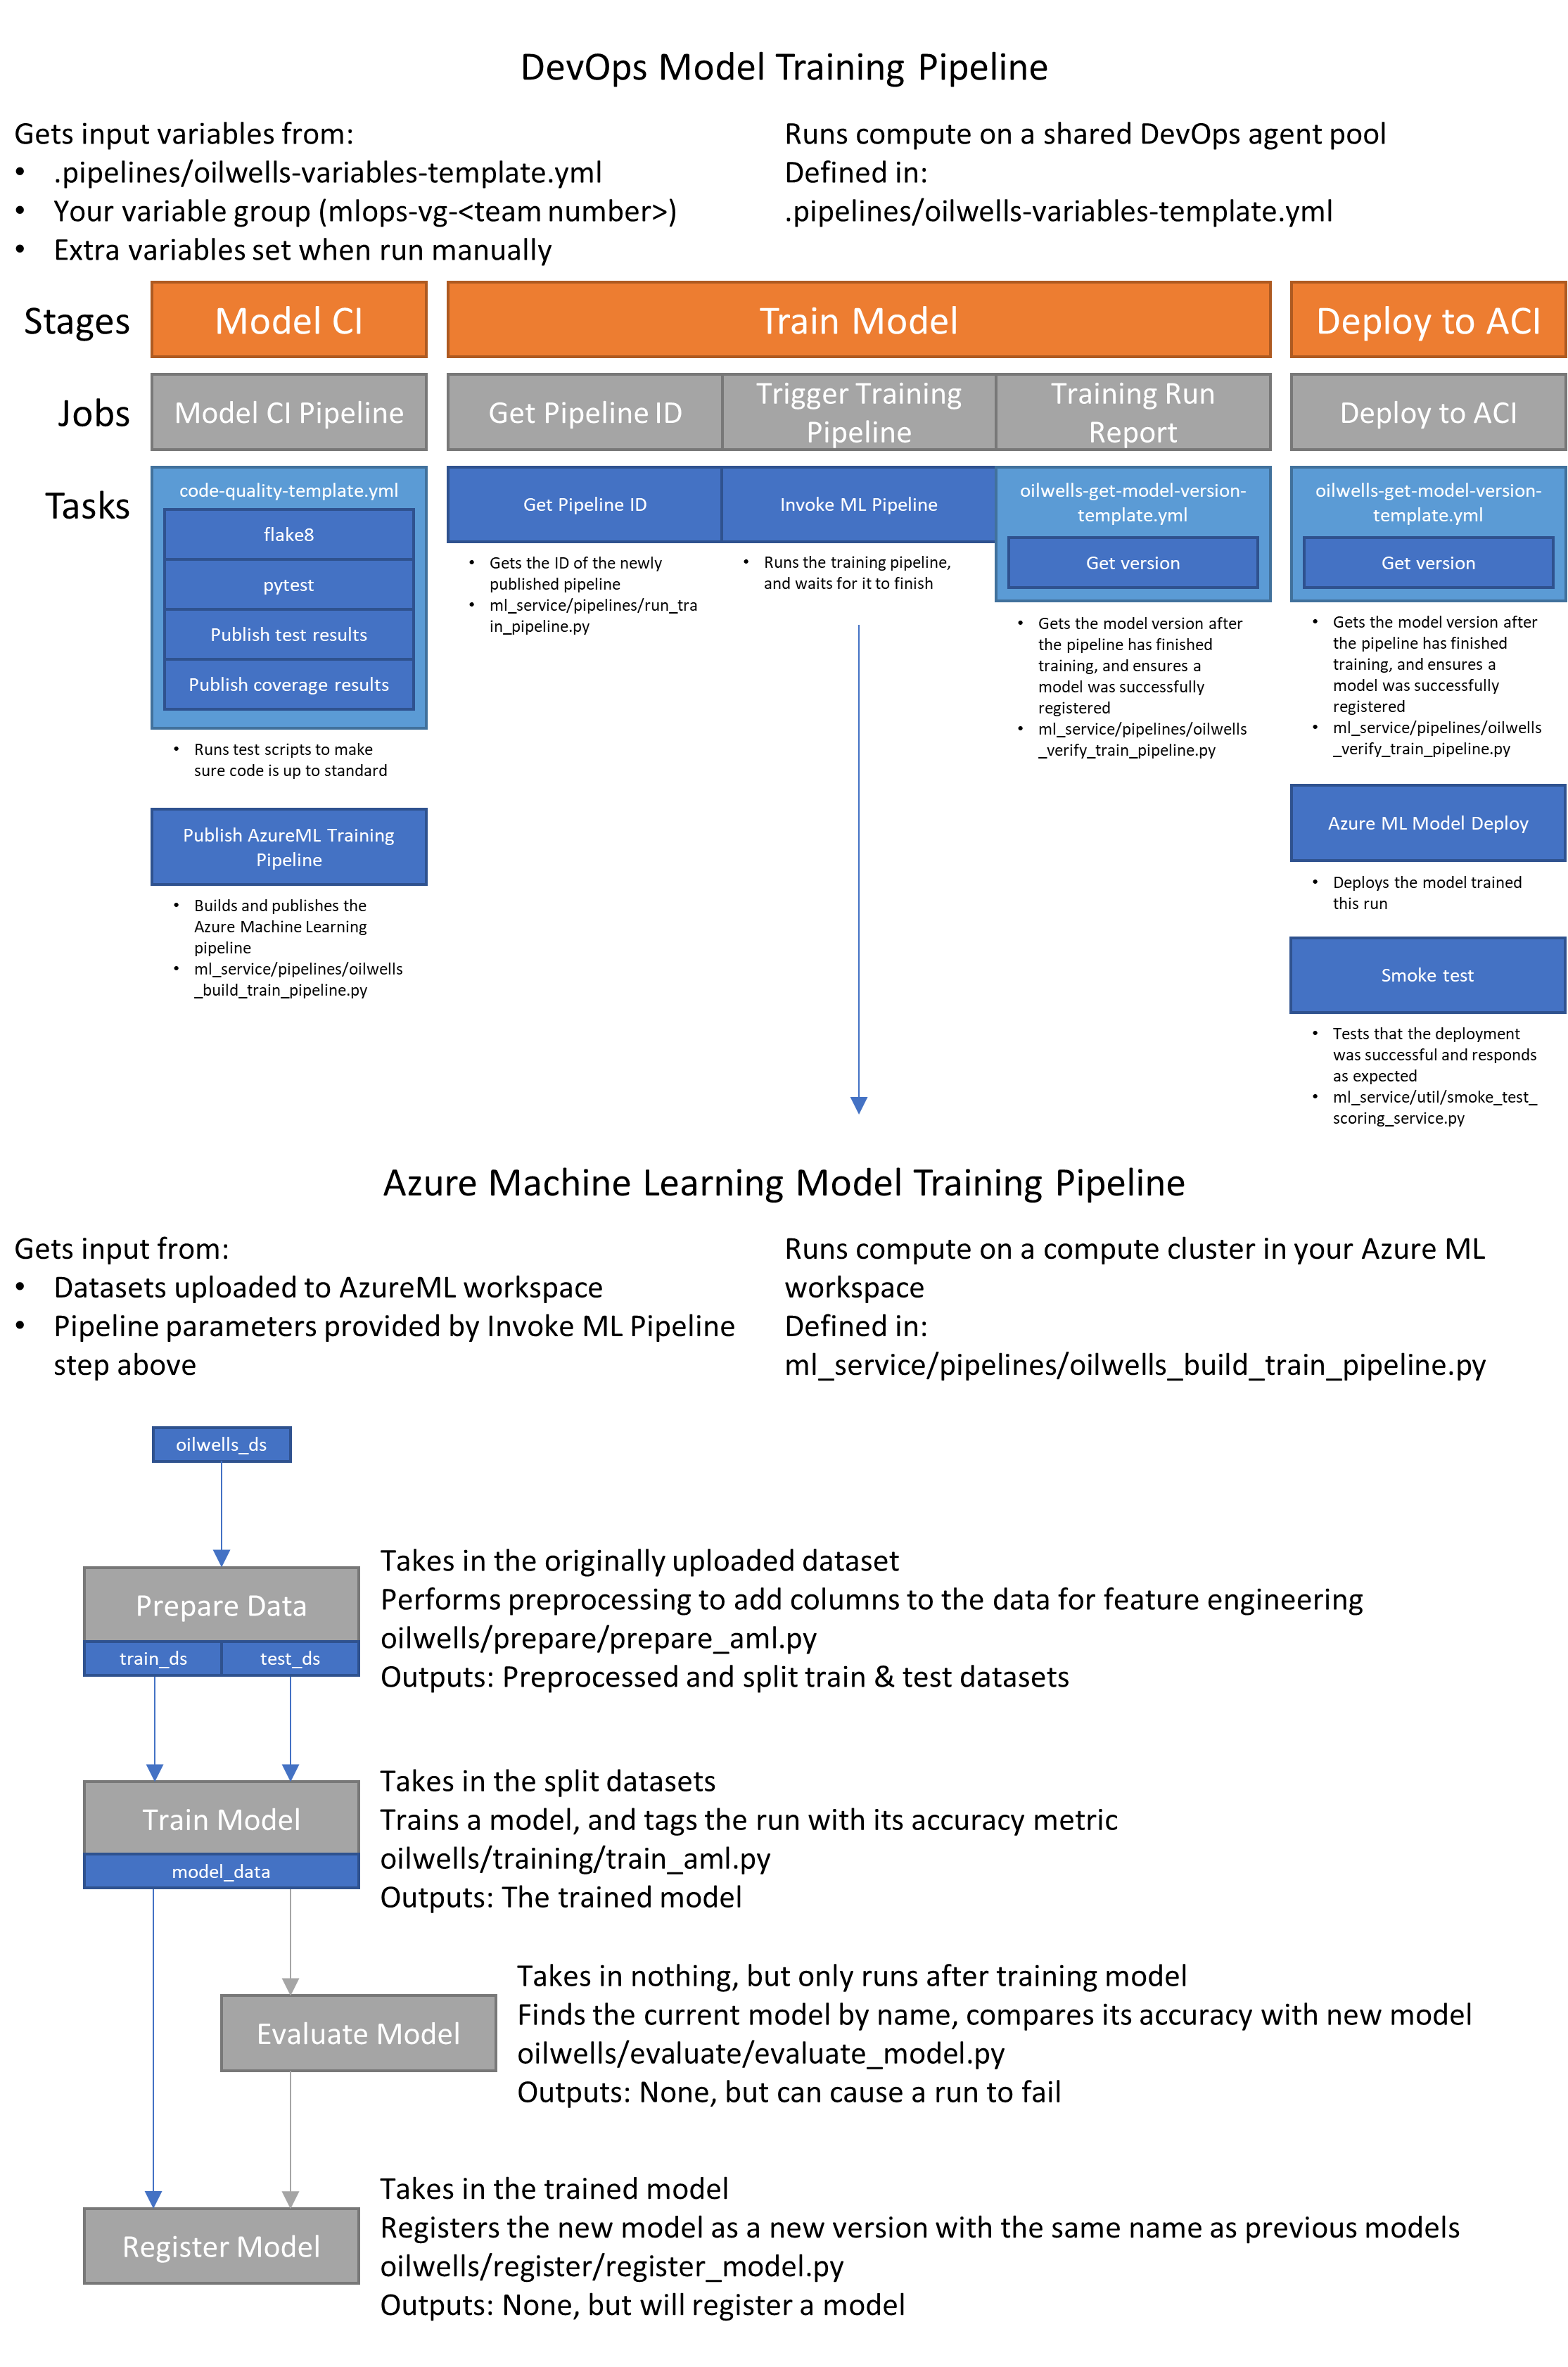 DevOps Model Training Pipeline
Gets input variables from:
• .pipelines/oilwells-variables-template.yml
• Your variable group (mlops-vg-<team number>)
• Extra variables set when run manually
Runs compute on a shared DevOps agent pool
Defined in:
.pipelines/oilwells-variables-template.yml
Stages
Model CI
Train Model
Deploy to ACI
Jobs
Model CI Pipeline
Get Pipeline ID
Trigger Training
Pipeline
Training Run
Report
Deploy to ACI
Tasks
code-quality-template.yml
flake8
pytest
Publish test results
Publish coverage results
• Runs test scripts to make
sure code is up to standard
Publish AzureML Training
Pipeline
• Builds and publishes the
Azure Machine Learning
pipeline
• ml_service/pipelines/oilwells
_build_train_pipeline.py
Get Pipeline ID
• Gets the ID of the newly
published pipeline
• ml_service/pipelines/run_tra
in_pipeline.py
Invoke ML Pipeline
• Runs the training pipeline,
and waits for it to finish
oilwells-get-model-version-
template.yml
Get version
• Gets the model version after
the pipeline has finished
training, and ensures a
model was successfully
registered
• ml_service/pipelines/oilwells
_verify_train_pipeline.py
oilwells-get-model-version-
template.yml
Get version
• Gets the model version after
the pipeline has finished
training, and ensures a
model was successfully
registered
• ml_service/pipelines/oilwells
_verify_train_pipeline.py
Azure ML Model Deploy
• Deploys the model trained
this run
Smoke test
• Tests that the deployment
was successful and responds
as expected
• ml_service/util/smoke_test_
scoring_service.py
Azure Machine Learning Model Training Pipeline
Gets input from:
• Datasets uploaded to AzureML workspace
• Pipeline parameters provided by Invoke ML Pipeline
step above
Runs compute on a compute cluster in your Azure ML
workspace
Defined in:
ml_service/pipelines/oilwells_build_train_pipeline.py
oilwells_ds
Prepare Data
train_ds
test_ds
Takes in the originally uploaded dataset
Performs preprocessing to add columns to the data for feature engineering
oilwells/prepare/prepare_aml.py
Outputs: Preprocessed and split train & test datasets
Train Model
model_data
Takes in the split datasets
Trains a model, and tags the run with its accuracy metric
oilwells/training/train_aml.py
Outputs: The trained model
Evaluate Model
Takes in nothing, but only runs after training model
Finds the current model by name, compares its accuracy with new model
oilwells/evaluate/evaluate_model.py
Outputs: None, but can cause a run to fail
Register Model
Takes in the trained model
Registers the new model as a new version with the same name as previous models
oilwells/register/register_model.py
Outputs: None, but will register a model